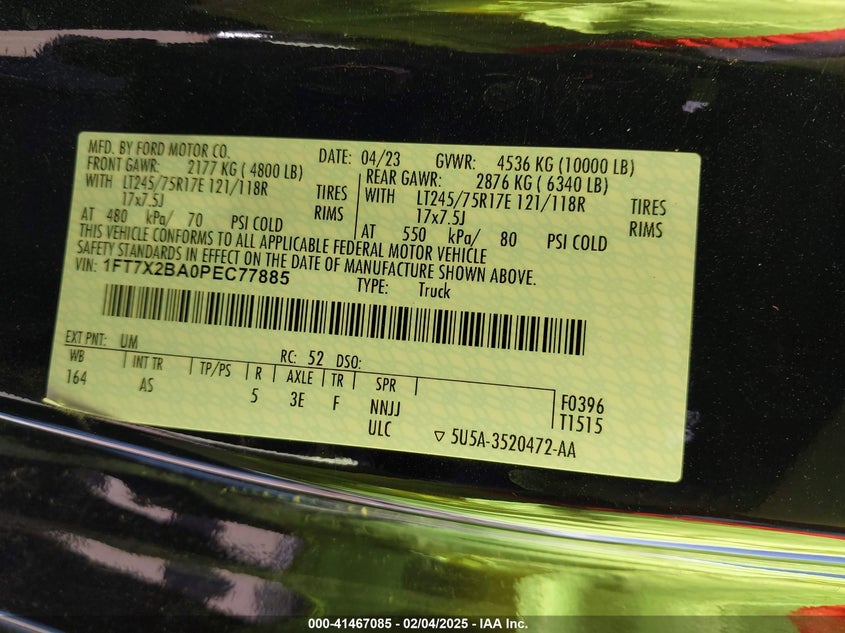 MFD. BY FORD MOTOR CO. DATE: 04/23 GVWR: 4536 KG (10000 LB)
FRONT GAWR: 2177 KG ( 4800 LB) REAR GAWR: 2876 KG ( 6340 LB)
WITH LT245/75R17E 121/118R TIRES WITH LT245/75R17E 121/118R TIRES
17x7.5J RIMS 17x7.5J RIMS
AT 480 kPa/ 70 PSI COLD AT 550 kPa/ 80 PSI COLD
THIS VEHICLE CONFORMS TO ALL APPLICABLE FEDERAL MOTOR VEHICLE
SAFETY STANDARDS IN EFFECT ON THE DATE OF MANUFACTURE SHOWN ABOVE.
VIN: 1FT7X2BA0PEC77885 TYPE: Truck
EXT PNT: UM RC: 52 DSO:
WB INT TR TP/PS R AXLE TR SPR
164 AS 5 3E F NNJJ F0396
ULC T1515
▽ 5U5A-3520472-AA
000-41467085 - 02/04/2025 - IAA Inc.